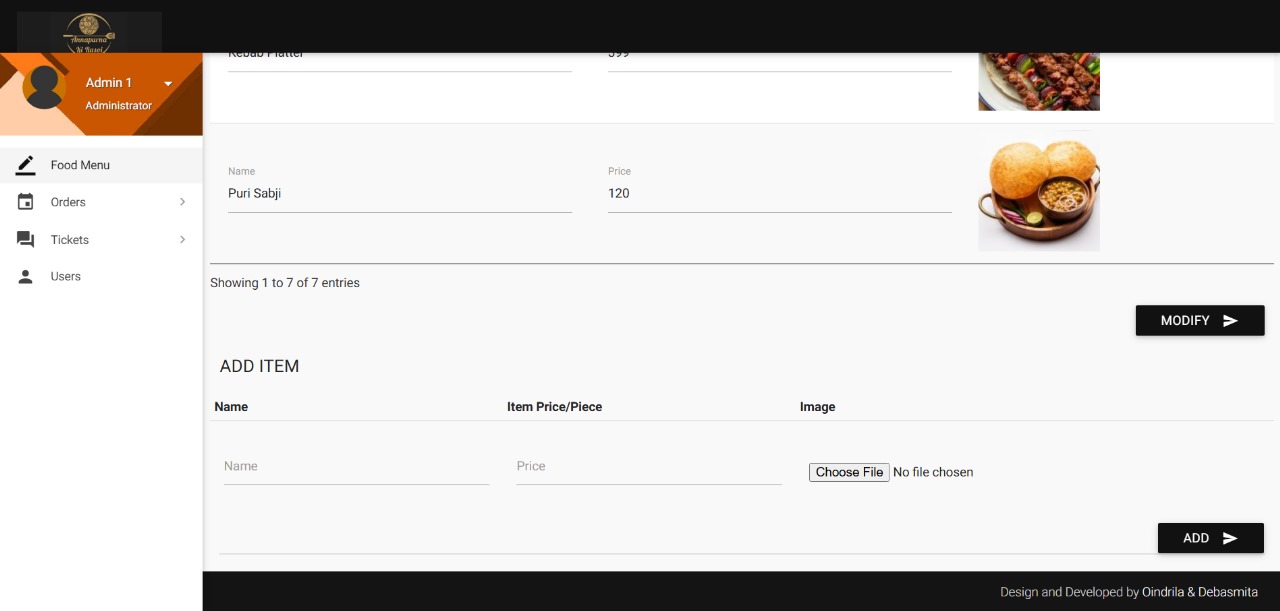 Annapurna
Ki Rasoi
Kebab Platter
399
Admin 1
Administrator
Food Menu
Orders
Tickets
Users
Name
Price
Puri Sabji
120
Showing 1 to 7 of 7 entries
MODIFY
ADD ITEM
Name
Item Price/Piece
Image
Name
Price
Choose File No file chosen
ADD
Design and Developed by Oindrila & Debasmita